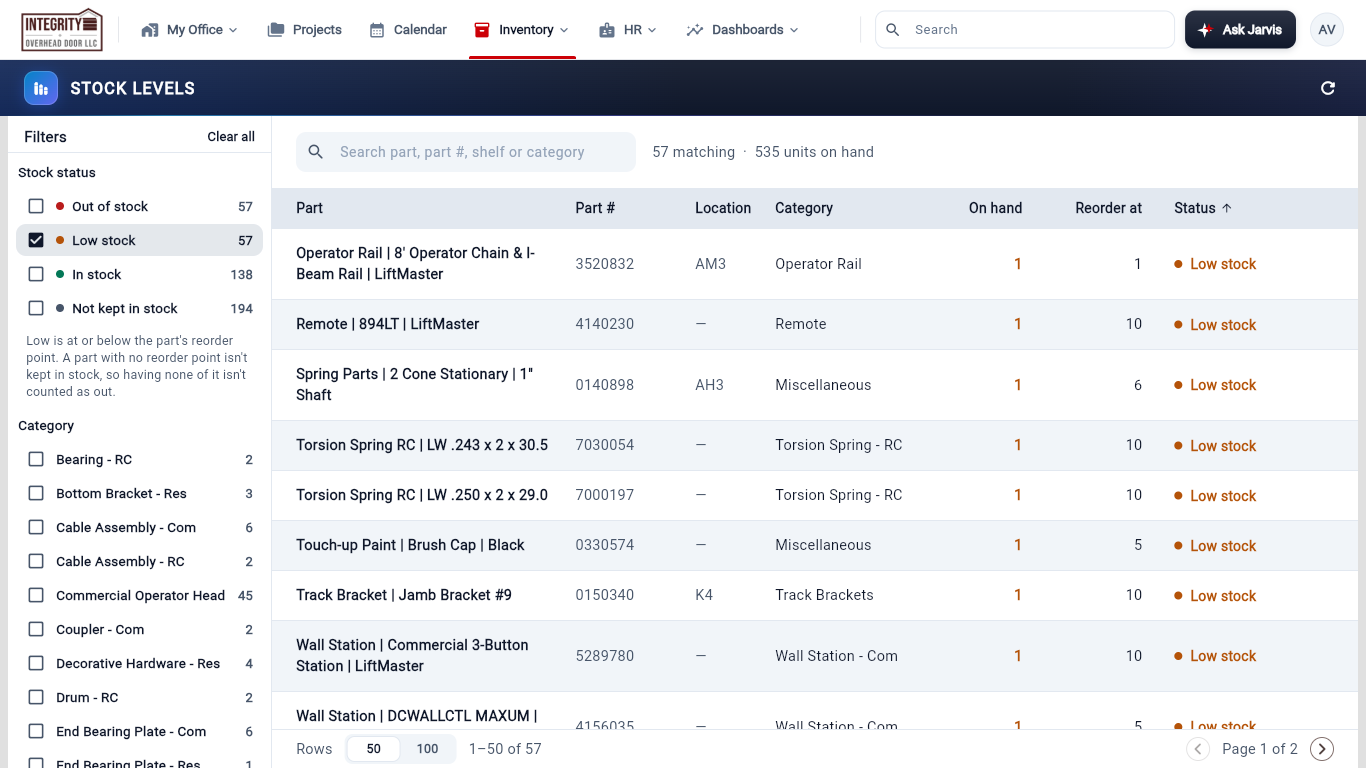 INTEGRITY
OVERHEAD DOOR LLC
My Office
Projects
Calendar
Inventory
HR
Dashboards
Search
Ask Jarvis
AV
STOCK LEVELS
Filters
Clear all
Stock status
Out of stock 57
Low stock 57
In stock 138
Not kept in stock 194
Low is at or below the part's reorder
point. A part with no reorder point isn't
kept in stock, so having none of it isn't
counted as out.
Category
Bearing - RC 2
Bottom Bracket - Res 3
Cable Assembly - Com 6
Cable Assembly - RC 2
Commercial Operator Head 45
Coupler - Com 2
Decorative Hardware - Res 4
Drum - RC 2
End Bearing Plate - Com 6
End Bearing Plate - Res 1
Search part, part #, shelf or category
57 matching · 535 units on hand
Part Part # Location Category On hand Reorder at Status ↑
Operator Rail | 8' Operator Chain & I-
Beam Rail | LiftMaster
3520832 AM3 Operator Rail 1 1 Low stock
Remote | 894LT | LiftMaster 4140230 — Remote 1 10 Low stock
Spring Parts | 2 Cone Stationary | 1"
Shaft
0140898 AH3 Miscellaneous 1 6 Low stock
Torsion Spring RC | LW .243 x 2 x 30.5 7030054 — Torsion Spring - RC 1 10 Low stock
Torsion Spring RC | LW .250 x 2 x 29.0 7000197 — Torsion Spring - RC 1 10 Low stock
Touch-up Paint | Brush Cap | Black 0330574 — Miscellaneous 1 5 Low stock
Track Bracket | Jamb Bracket #9 0150340 K4 Track Brackets 1 10 Low stock
Wall Station | Commercial 3-Button
Station | LiftMaster
5289780 — Wall Station - Com 1 10 Low stock
Wall Station | DCWALLCTL MAXUM |
4156035 — Wall Station - Com 1 5 Low stock
Rows 50 100 1–50 of 57
Page 1 of 2